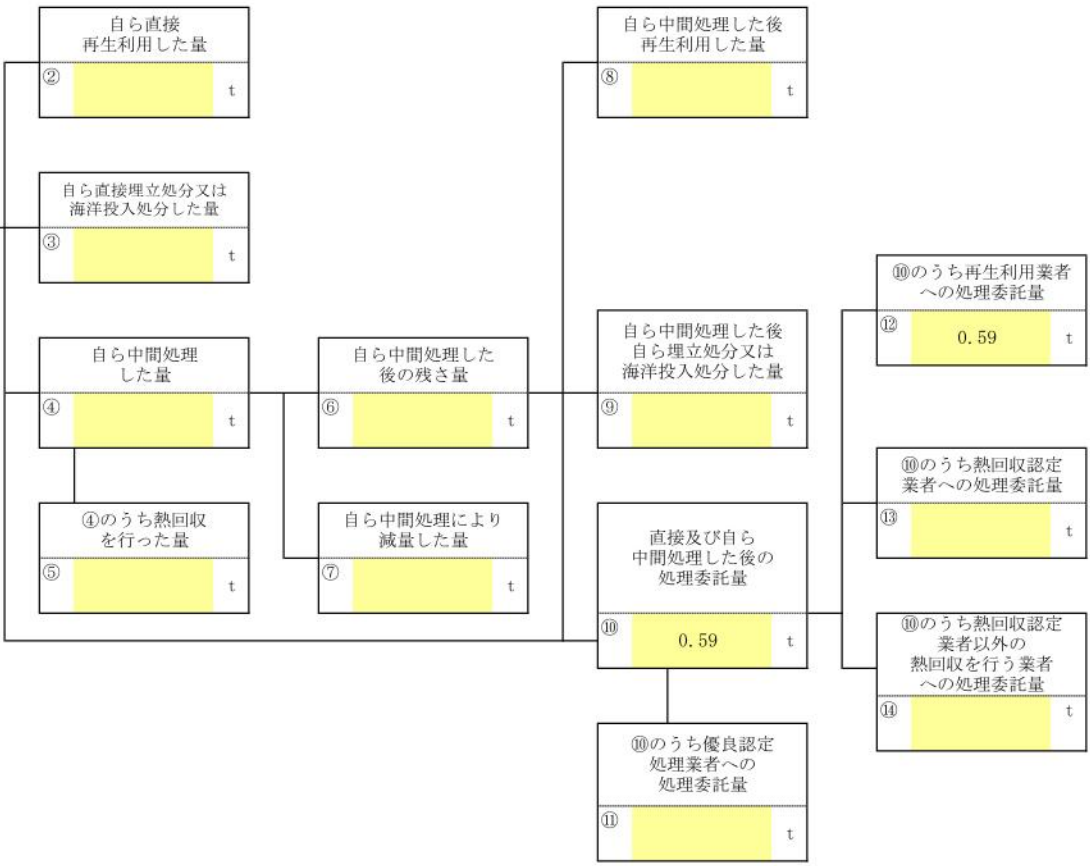 自ら直接
再生利用した量
②
t
自ら中間処理した後
再生利用した量
⑧
t
自ら直接埋立処分又は
海洋投入処分した量
③
t
⑩のうち再生利用業者
への処理委託量
⑫
0.59
t
自ら中間処理
した量
④
t
自ら中間処理した
後の残さ量
⑥
t
自ら中間処理した後
自ら埋立処分又は
海洋投入処分した量
⑨
t
⑩のうち熱回収認定
業者への処理委託量
⑬
t
④のうち熱回収
を行った量
⑤
t
自ら中間処理により
減量した量
⑦
t
直接及び自ら
中間処理した後の
処理委託量
⑩
0.59
t
⑩のうち熱回収認定
業者以外の
熱回収を行う業者
への処理委託量
⑭
t
⑩のうち優良認定
処理業者への
処理委託量
⑪
t